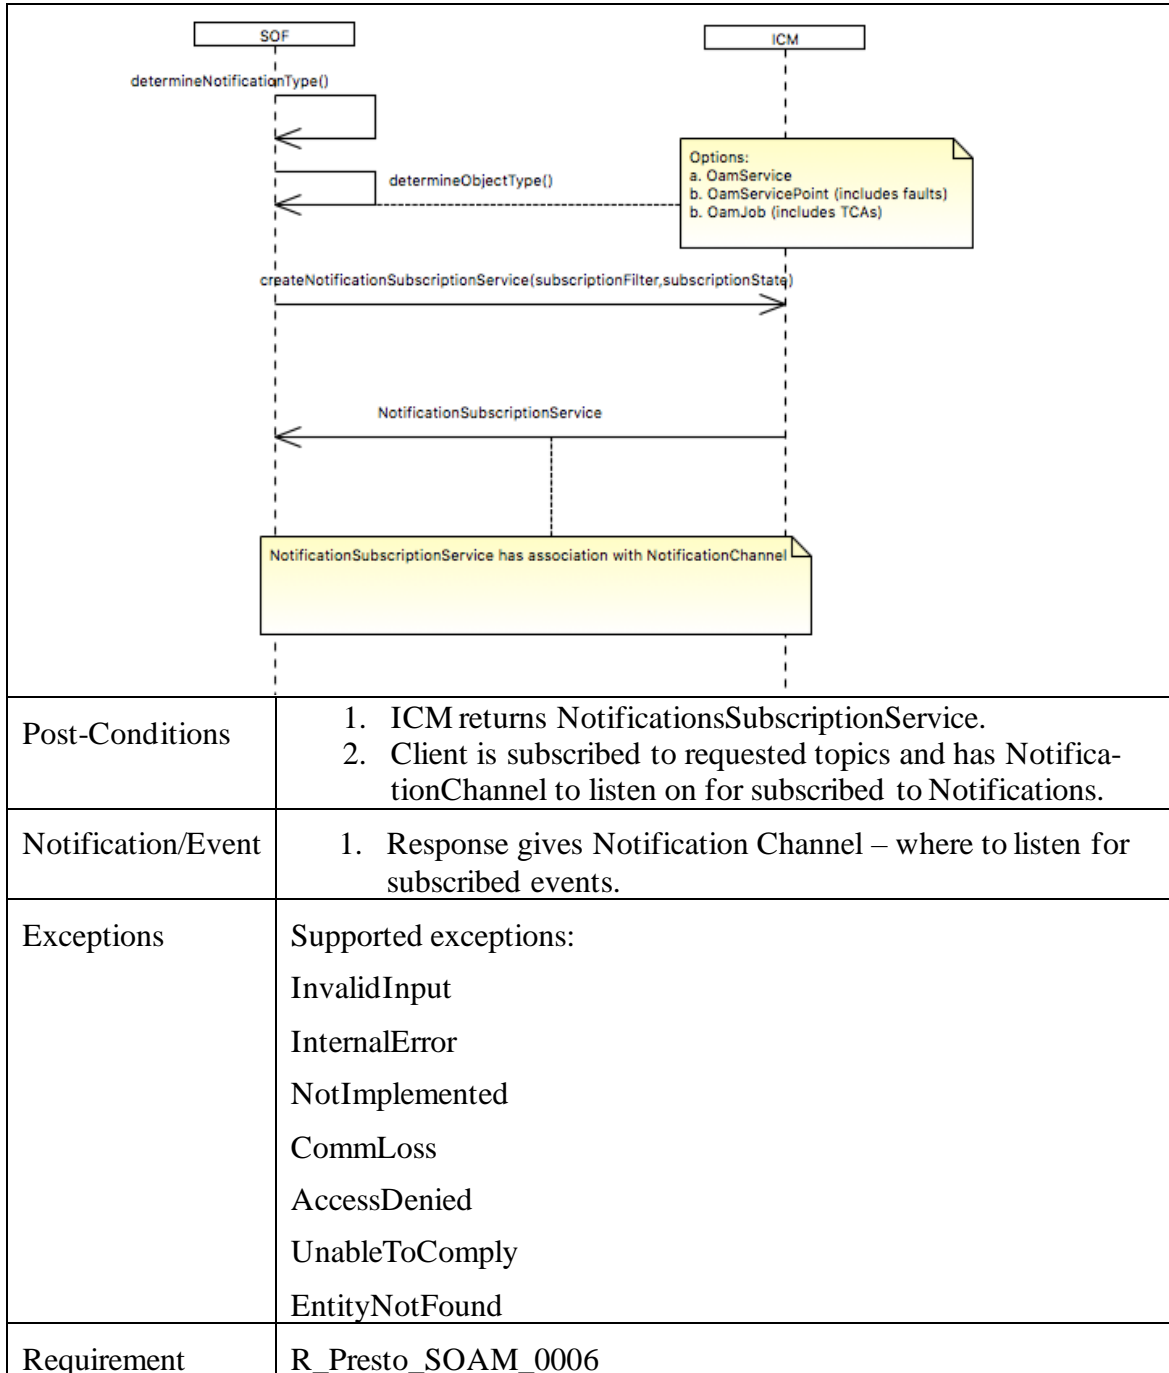 SOF
ICM
determineNotificationType()
Options:
a. OamService
b. OamServicePoint (includes faults)
b. OamJob (includes TCAs)
determineObjectType()
createNotificationSubscriptionService(subscriptionFilter,subscriptionState)
NotificationSubscriptionService
NotificationSubscriptionService has association with NotificationChannel
Post-Conditions
1. ICM returns NotificationsSubscriptionService.
2. Client is subscribed to requested topics and has Notifica-
tionChannel to listen on for subscribed to Notifications.
Notification/Event
1. Response gives Notification Channel – where to listen for
subscribed events.
Exceptions
Supported exceptions:
InvalidInput
InternalError
NotImplemented
CommLoss
AccessDenied
UnableToComply
EntityNotFound
Requirement
R_Presto_SOAM_0006